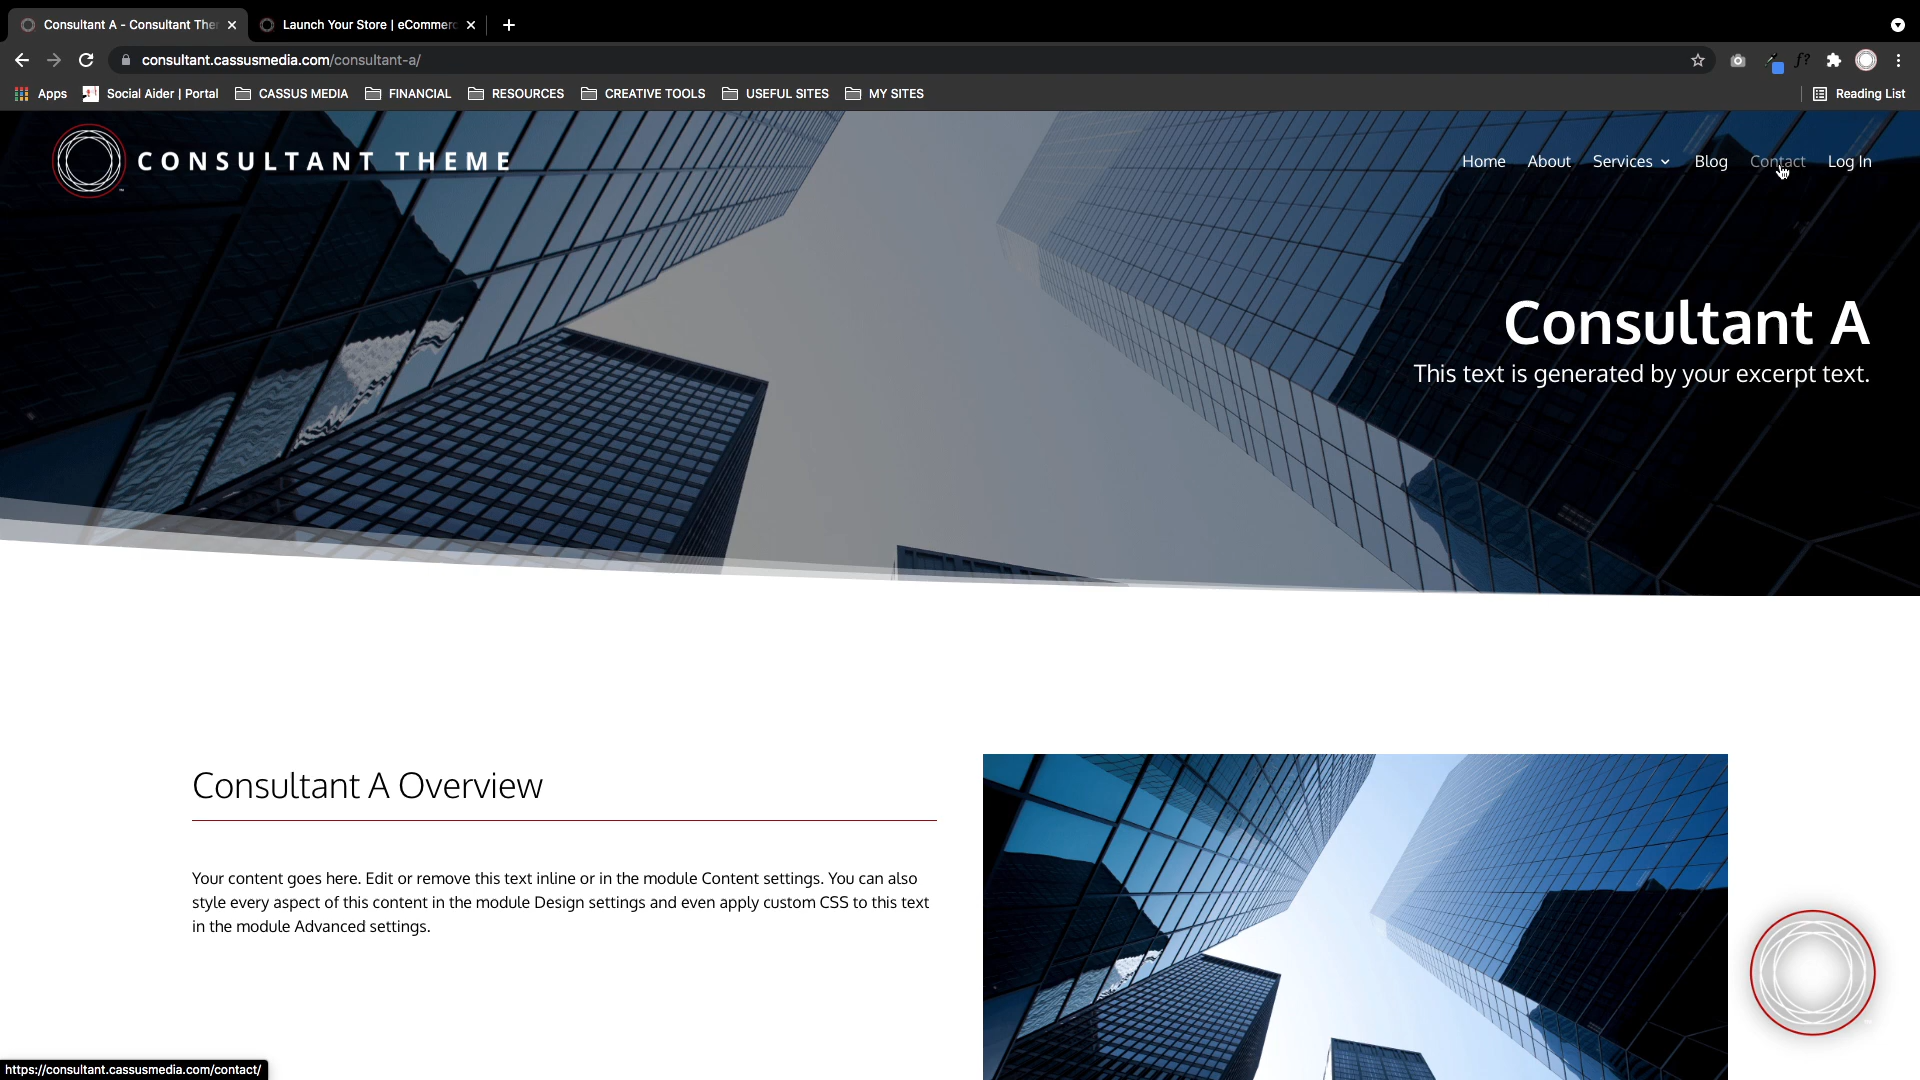 Consultant A - Consultant The
Launch Your Store | eCommerc
consultant.cassusmedia.com/consultant-a/
f?
Apps
Social Aider | Portal
CASSUS MEDIA
FINANCIAL
RESOURCES
CREATIVE TOOLS
USEFUL SITES
MY SITES
Reading List
CONSULTANT THEME
Home
About
Services
Blog
Contact
Log In
Consultant A
This text is generated by your excerpt text.
Consultant A Overview
Your content goes here. Edit or remove this text inline or in the module Content settings. You can also
style every aspect of this content in the module Design settings and even apply custom CSS to this text
in the module Advanced settings.
https://consultant.cassusmedia.com/contact/